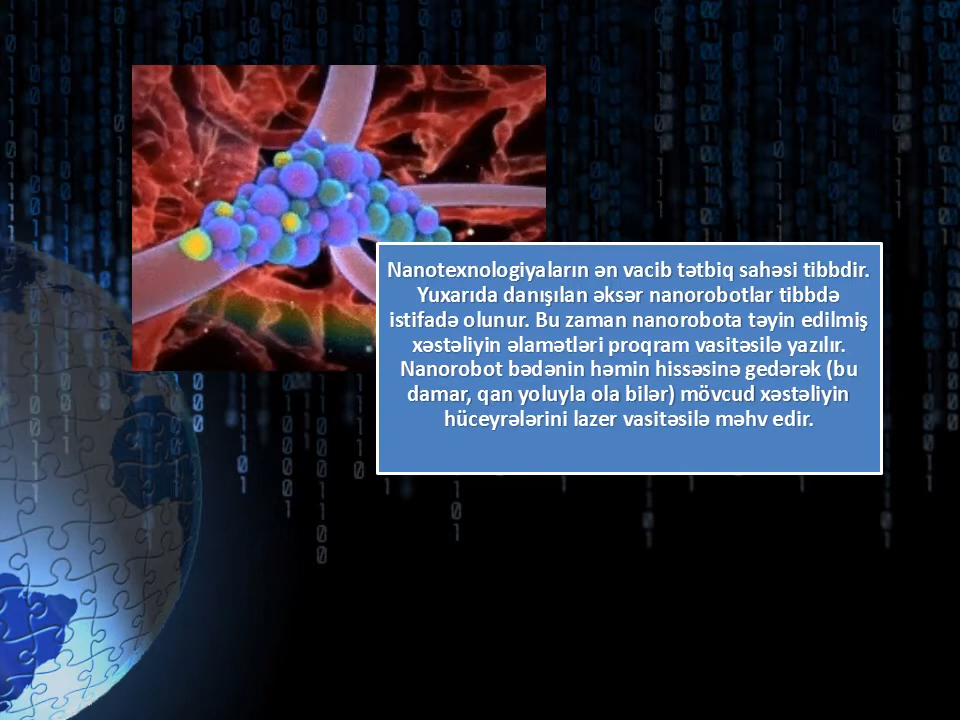 Nanotexnologiyaların ən vacib tətbiq sahəsi tibbdir.
Yuxarıda danışılan əksər nanorobotlar tibbdə
istifadə olunur. Bu zaman nanorobota təyin edilmiş
xəstəliyin əlamətləri proqram vasitəsilə yazılır.
Nanorobot bədənin həmin hissəsinə gedərək (bu
damar, qan yoluyla ola bilər) mövcud xəstəliyin
hüceyrələrini lazer vasitəsilə məhv edir.